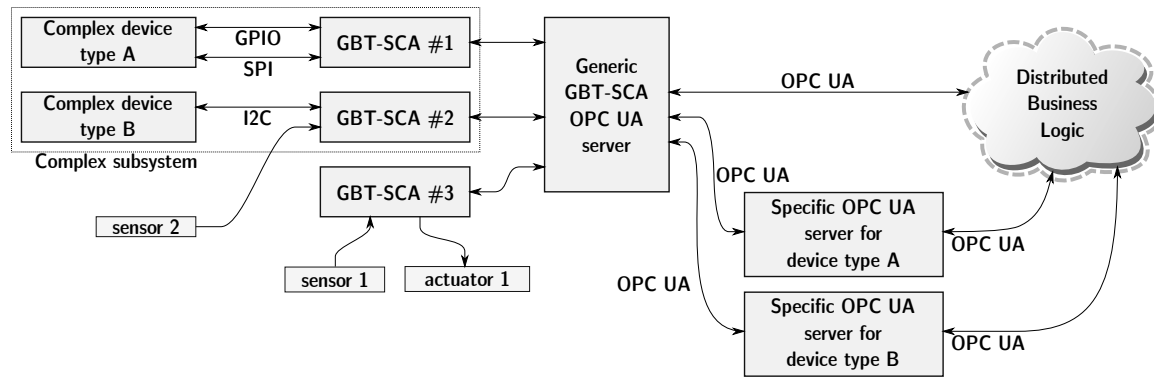 Complex device
type A
GPIO
SPI
GBT-SCA #1
Complex device
type B
I2C
GBT-SCA #2
Complex subsystem
GBT-SCA #3
sensor 2
sensor 1
actuator 1
Generic
GBT-SCA
OPC UA
server
OPC UA
Distributed
Business
Logic
OPC UA
Specific OPC UA
server for
device type A
OPC UA
OPC UA
Specific OPC UA
server for
device type B
OPC UA